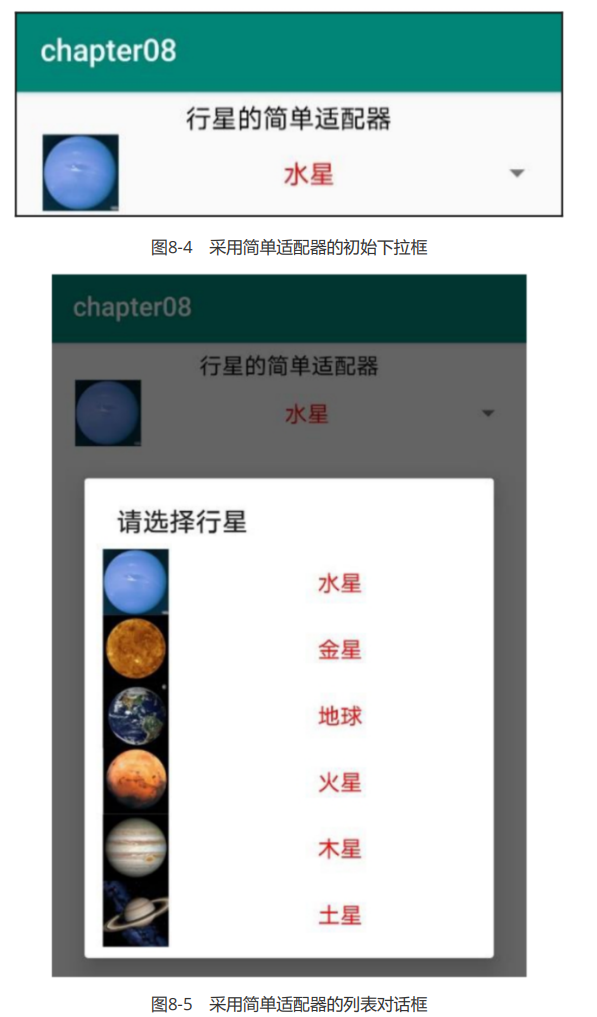 chapter08
行星的简单适配器
水星
图8-4 采用简单适配器的初始下拉框
chapter08
行星的简单适配器
水星
请选择行星
水星
金星
地球
火星
木星
土星
图8-5 采用简单适配器的列表对话框